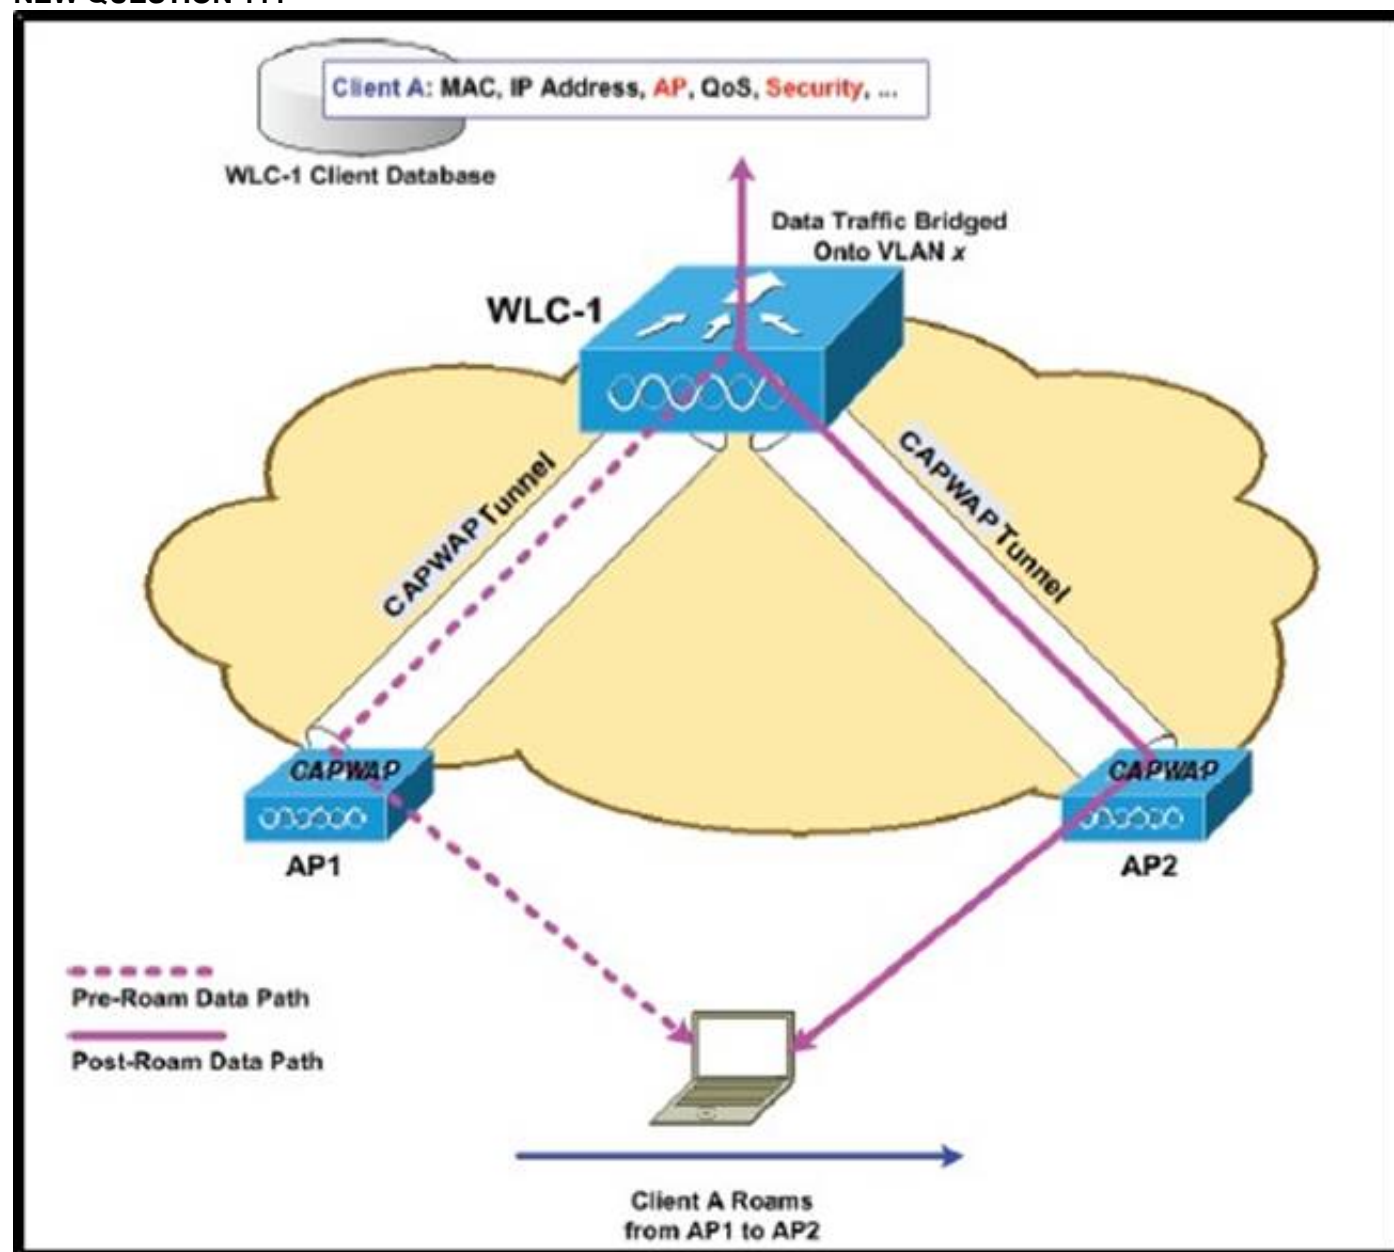 NEW QUESTION
Client A: MAC, IP Address, AP, QoS, Security, ...
WLC-1 Client Database
Data Traffic Bridged
Onto VLAN x
WLC-1
CAPWAP Tunnel
CAPWAP Tunnel
CAPWAP
CAPWAP
AP1
AP2
Pre-Roam Data Path
Post-Roam Data Path
Client A Roams
from AP1 to AP2